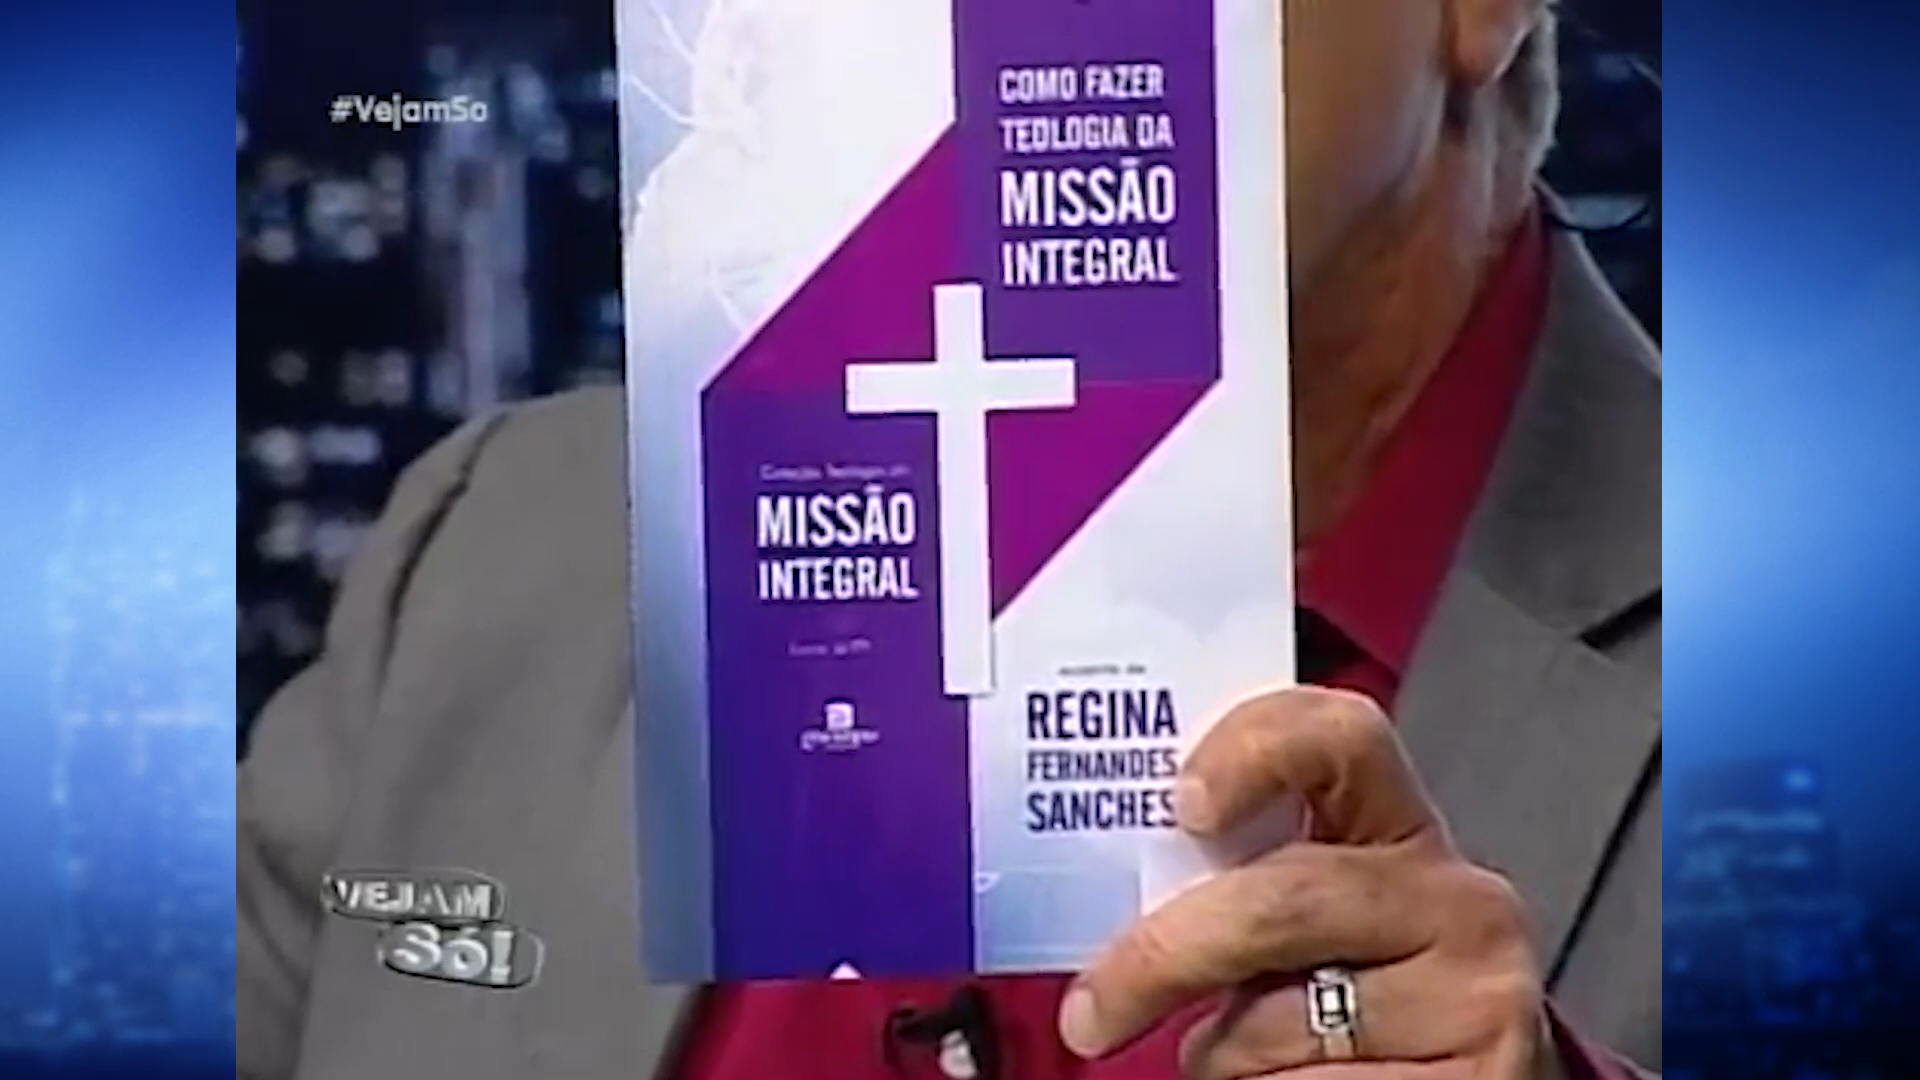 #VejamSo
COMO FAZER
TEOLOGIA DA
MISSÃO
INTEGRAL
MISSÃO
INTEGRAL
REGINA
FERNANDES
SANCHES
VEJAM
Só!